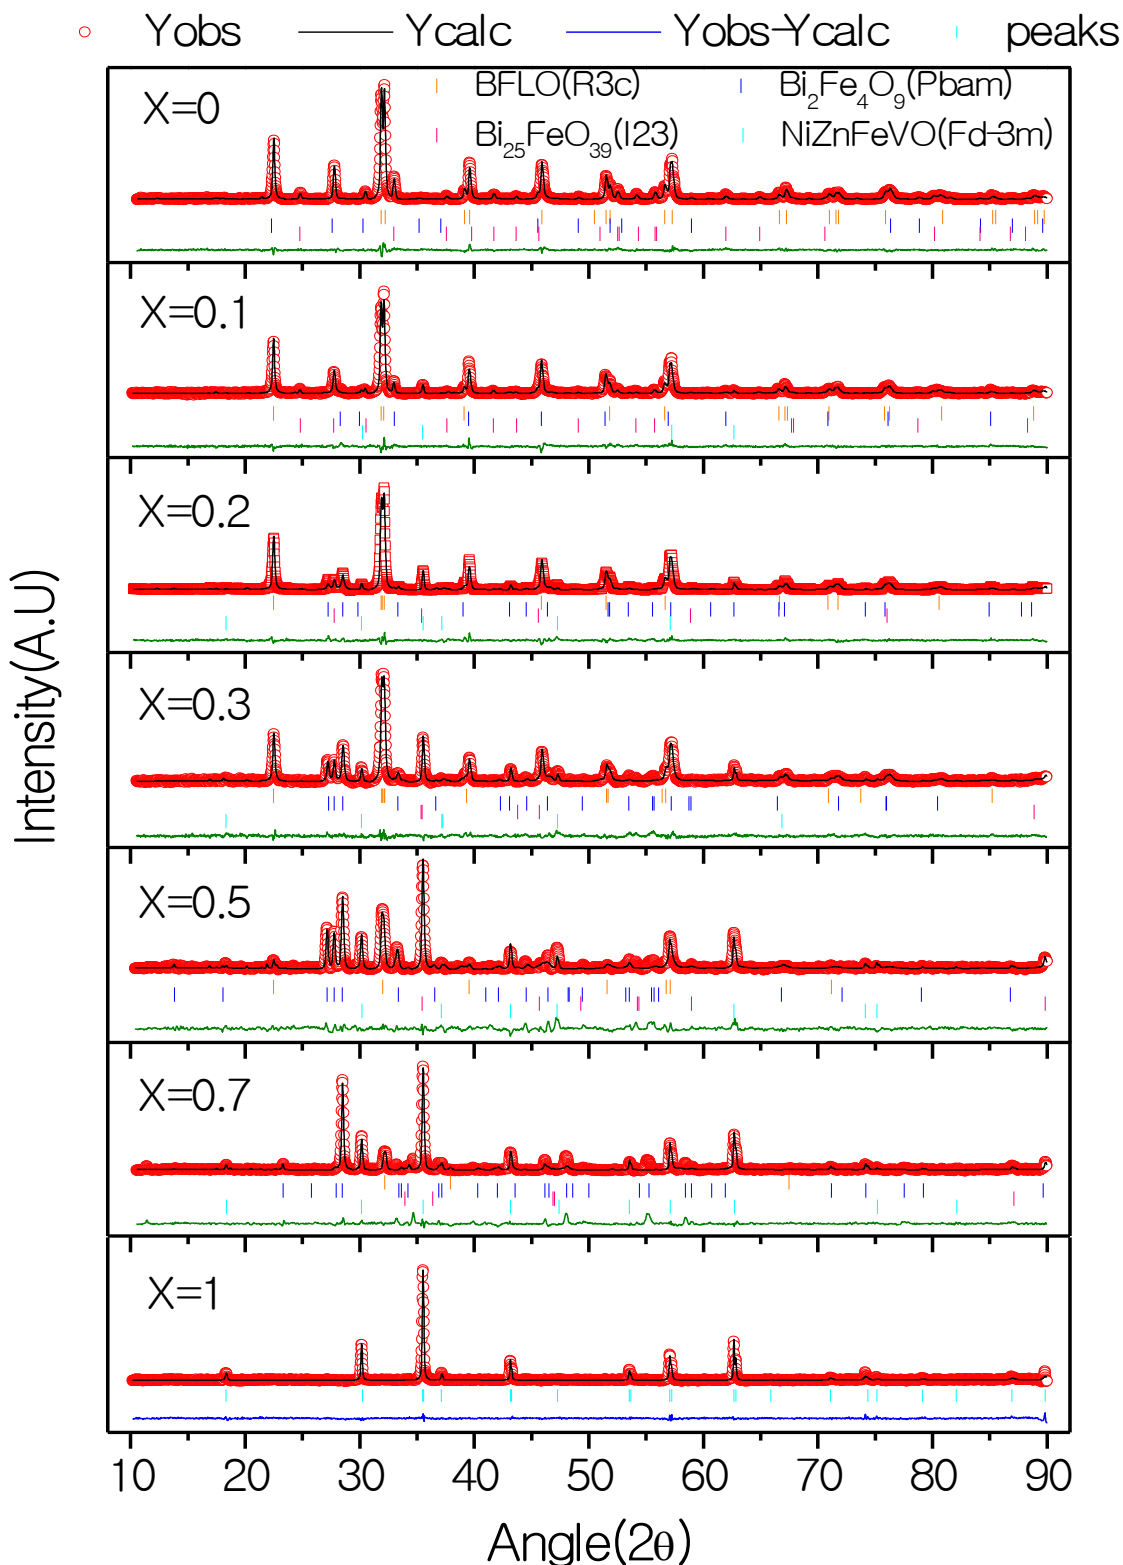 Yobs Ycalc Yobs-Ycalc peaks
BFLO(R3c) Bi2Fe4O9(Pbam)
X=0
Bi25FeO39(I23) NiZnFeVO(Fd-3m)
X=0.1
X=0.2
X=0.3
X=0.5
X=0.7
X=1
Intensity(A.U)
10 20 30 40 50 60 70 80 90
Angle(2θ)